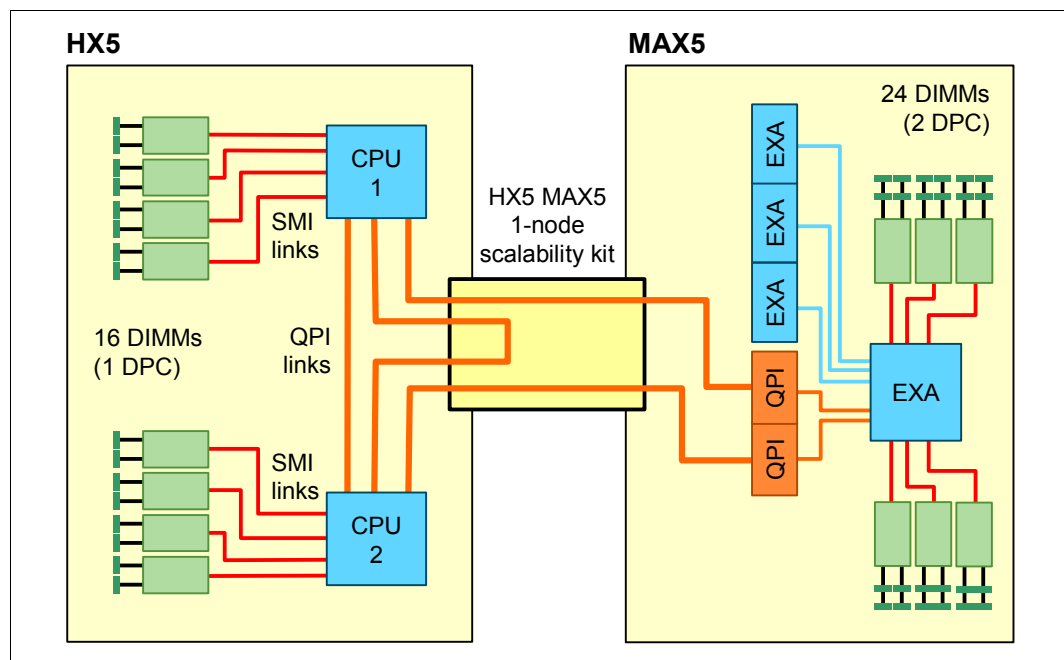 HX5
MAX5
CPU
1
SMI
links
16 DIMMs
(1 DPC)
QPI
links
SMI
links
CPU
2
HX5 MAX5
1-node
scalability kit
24 DIMMs
(2 DPC)
EXA
EXA
EXA
QPI
QPI
EXA